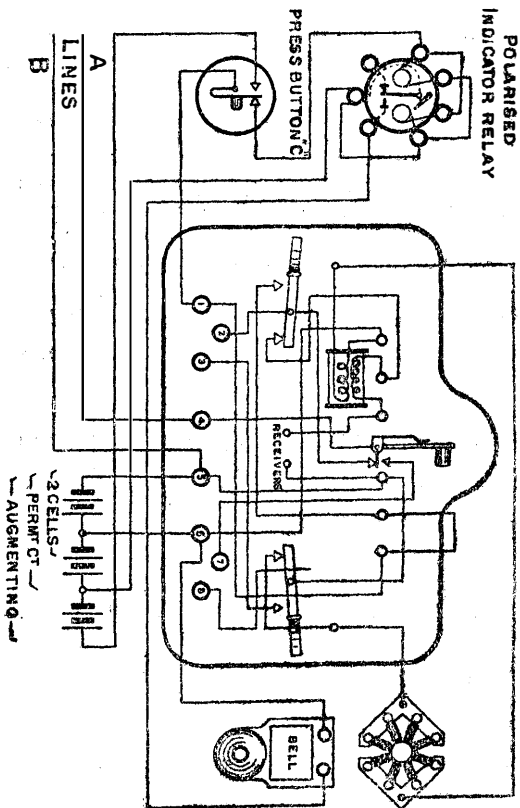 POLARISED
INDICATOR RELAY
PRESS BUTTON "C"
A
LINES
B
1
2
3
4
5
6
7
8
RECEIVERS
2 CELLS
PERMT CT
AUGMENTING
BELL